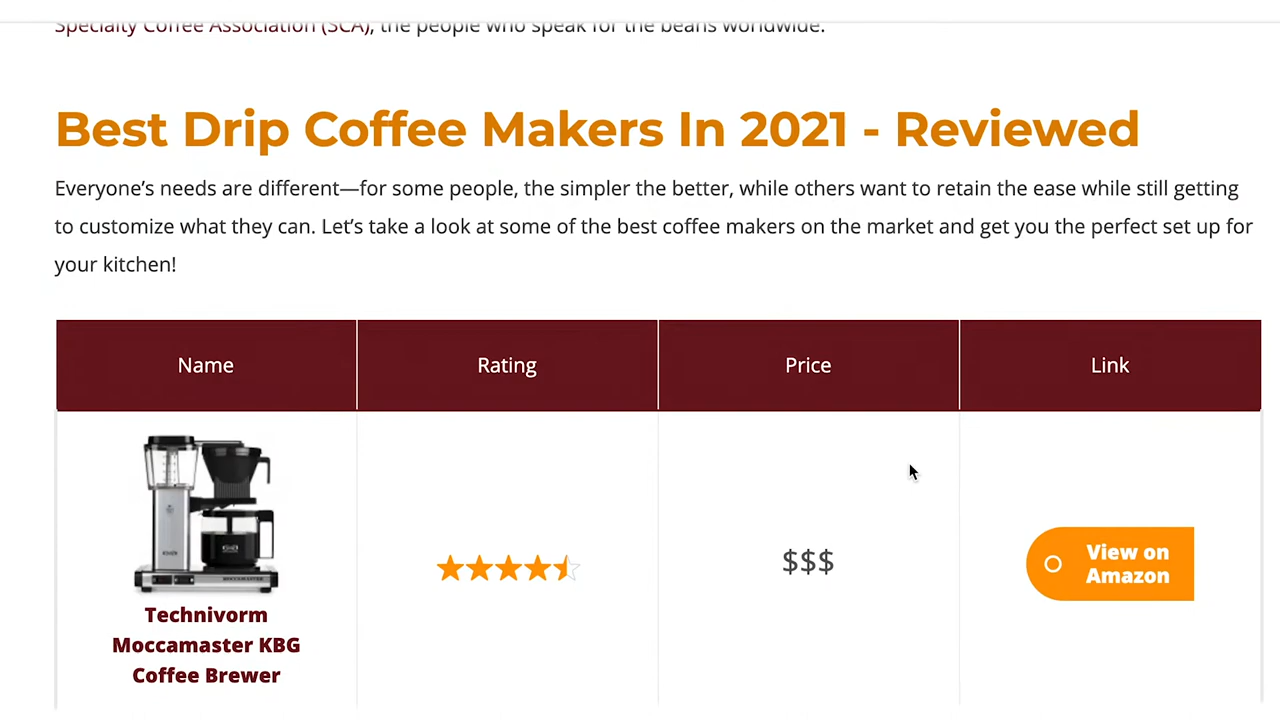 Specialty Coffee Association (SCA), the people who speak for the beans worldwide.
Best Drip Coffee Makers In 2021 - Reviewed
Everyone’s needs are different—for some people, the simpler the better, while others want to retain the ease while still getting
to customize what they can. Let’s take a look at some of the best coffee makers on the market and get you the perfect set up for
your kitchen!
Name Rating Price Link
MOCCAMASTER
$$$
View on
Amazon
Technivorm
Moccamaster KBG
Coffee Brewer